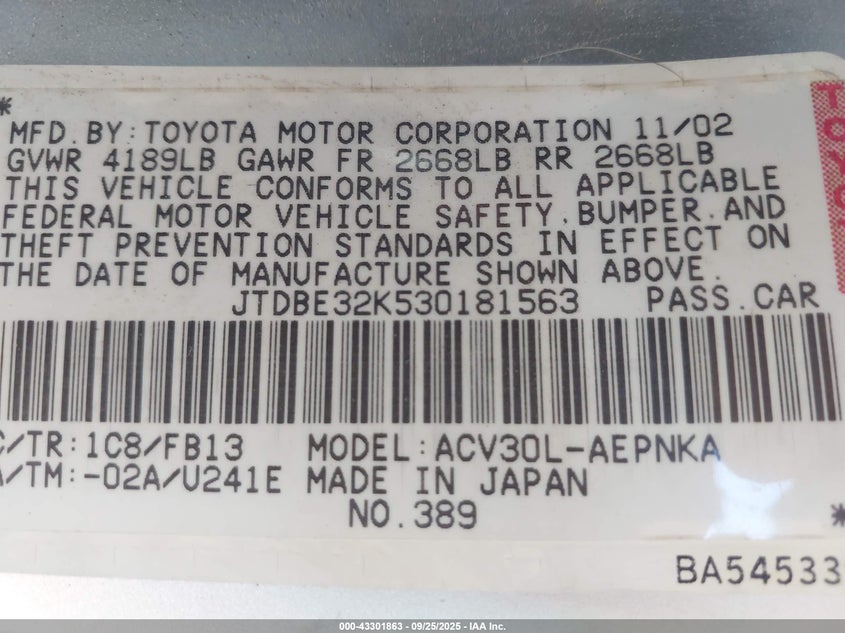 *
MFD.BY:TOYOTA MOTOR CORPORATION 11/02
GVWR 4189LB GAWR FR 2668LB RR 2668LB
THIS VEHICLE CONFORMS TO ALL APPLICABLE
FEDERAL MOTOR VEHICLE SAFETY.BUMPER.AND
THEFT PREVENTION STANDARDS IN EFFECT ON
THE DATE OF MANUFACTURE SHOWN ABOVE.
JTDBE32K530181563 PASS.CAR
C/TR:1C8/FB13 MODEL:ACV30L-AEPNKA
A/TM:-02A/U241E MADE IN JAPAN
NO.389
*
BA54533
000-43301863 - 09/25/2025 - IAA Inc.